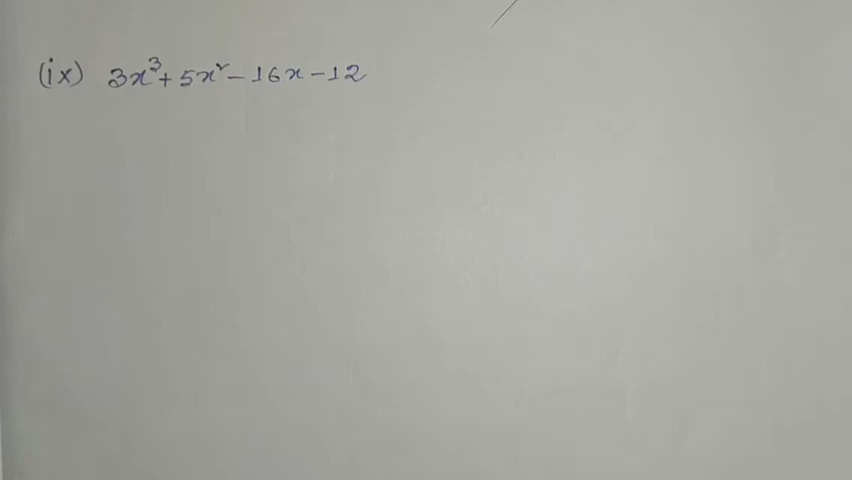 (ix) 3x³ + 5x² - 16x - 12